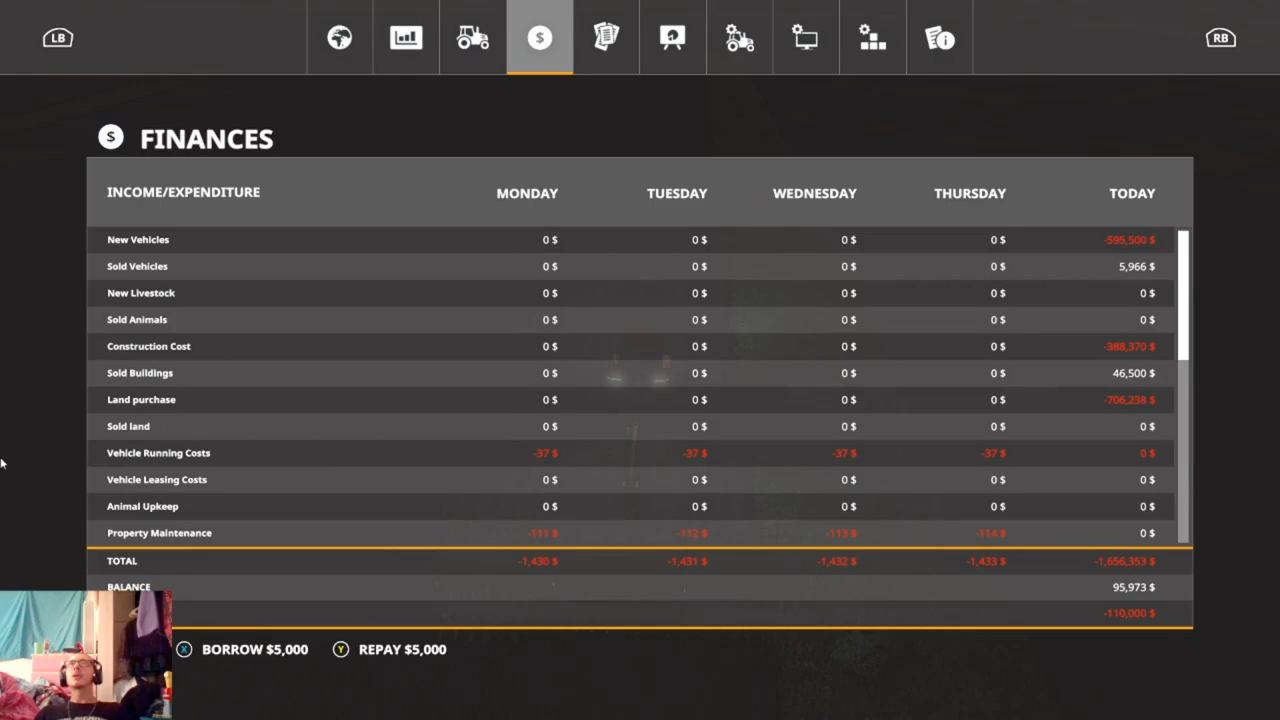 LB
RB
$ FINANCES
INCOME/EXPENDITURE MONDAY TUESDAY WEDNESDAY THURSDAY TODAY
New Vehicles 0 $ 0 $ 0 $ 0 $ -595,500 $
Sold Vehicles 0 $ 0 $ 0 $ 0 $ 5,966 $
New Livestock 0 $ 0 $ 0 $ 0 $ 0 $
Sold Animals 0 $ 0 $ 0 $ 0 $ 0 $
Construction Cost 0 $ 0 $ 0 $ 0 $ -388,370 $
Sold Buildings 0 $ 0 $ 0 $ 0 $ 46,500 $
Land purchase 0 $ 0 $ 0 $ 0 $ -706,238 $
Sold land 0 $ 0 $ 0 $ 0 $ 0 $
Vehicle Running Costs -37 $ -37 $ -37 $ -37 $ 0 $
Vehicle Leasing Costs 0 $ 0 $ 0 $ 0 $ 0 $
Animal Upkeep 0 $ 0 $ 0 $ 0 $ 0 $
Property Maintenance -111 $ -112 $ -113 $ -114 $ 0 $
TOTAL -1,430 $ -1,431 $ -1,432 $ -1,433 $ -1,656,353 $
BALANCE 95,973 $
-110,000 $
X BORROW $5,000 Y REPAY $5,000